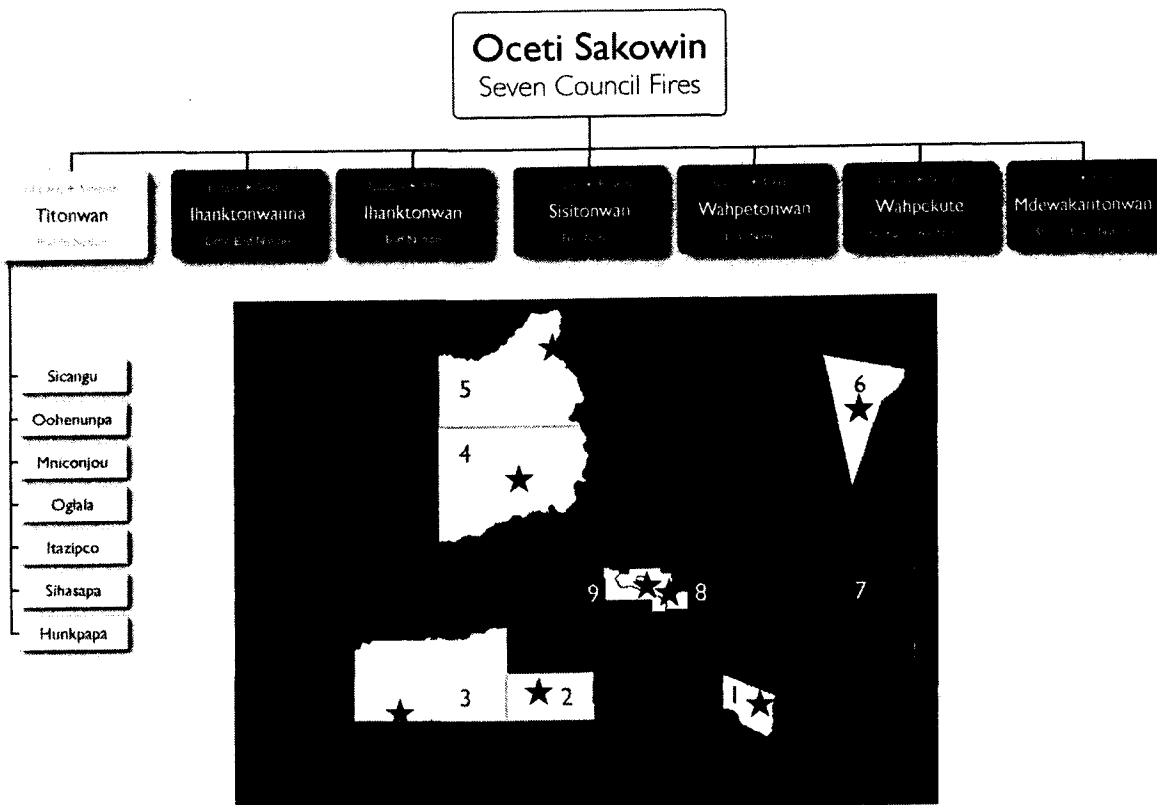 Oceti Sakowin
Seven Council Fires
Titonwan
Ihanktonwanna
Ihanktonwan
Sisitonwan
Wahpetonwan
Wahpekute
Mdewakantonwan
Sicangu
Oohenunpa
Mniconjou
Oglala
Itazipco
Sihasapa
Hunkpapa
5
6
4
9
8
7
3
2
1